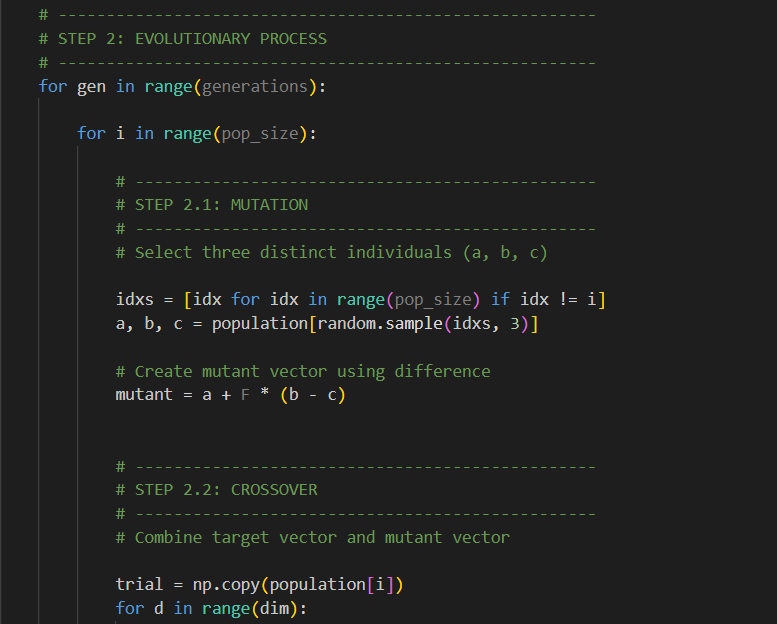 # --------------------------------------------------------
# STEP 2: EVOLUTIONARY PROCESS
# --------------------------------------------------------
for gen in range(generations):
for i in range(pop_size):
# ------------------------------------------------
# STEP 2.1: MUTATION
# ------------------------------------------------
# Select three distinct individuals (a, b, c)
idxs = [idx for idx in range(pop_size) if idx != i]
a, b, c = population[random.sample(idxs, 3)]
# Create mutant vector using difference
mutant = a + F * (b - c)
# ------------------------------------------------
# STEP 2.2: CROSSOVER
# ------------------------------------------------
# Combine target vector and mutant vector
trial = np.copy(population[i])
for d in range(dim):